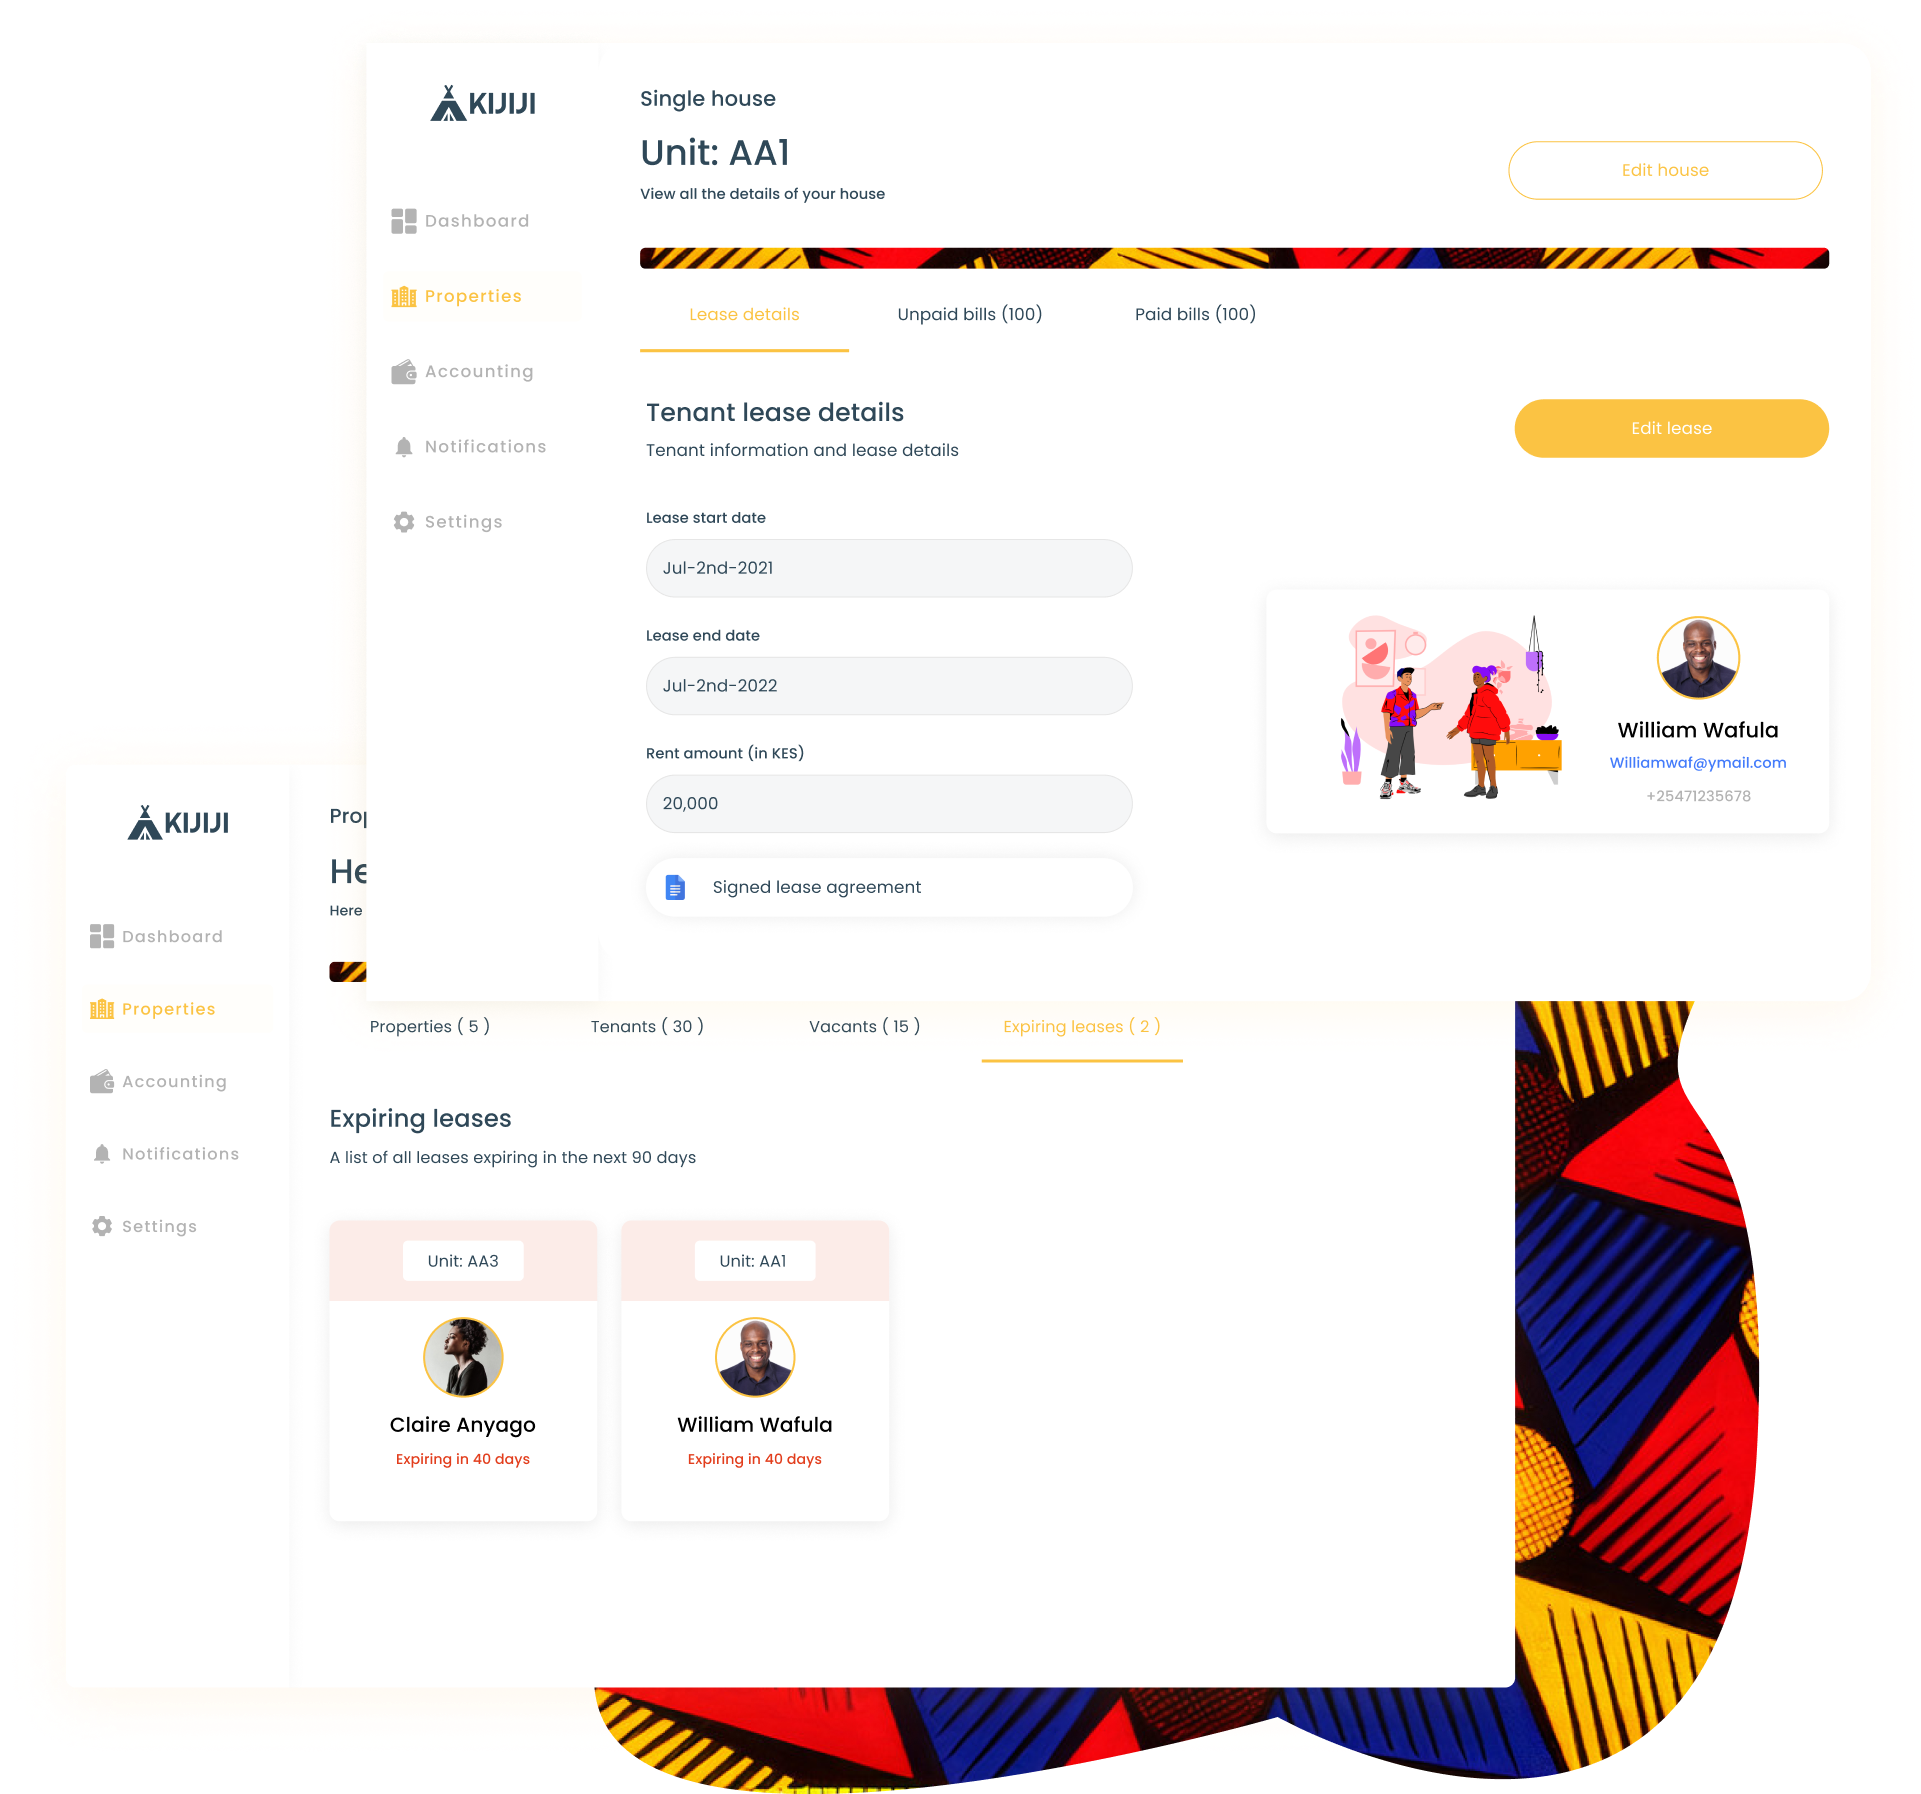 KIJIJI
Dashboard
Properties
Accounting
Notifications
Settings
Single house
Unit: AA1
View all the details of your house
Edit house
Lease details
Unpaid bills (100)
Paid bills (100)
Tenant lease details
Tenant information and lease details
Edit lease
Lease start date
Jul-2nd-2021
Lease end date
Jul-2nd-2022
Rent amount (in KES)
20,000
Signed lease agreement
William Wafula
Williamwaf@ymail.com
+25471235678
KIJIJI
Dashboard
Properties
Accounting
Notifications
Settings
Here
Properties ( 5 )
Tenants ( 30 )
Vacants ( 15 )
Expiring leases ( 2 )
Expiring leases
A list of all leases expiring in the next 90 days
Unit: AA3
Claire Anyago
Expiring in 40 days
Unit: AA1
William Wafula
Expiring in 40 days